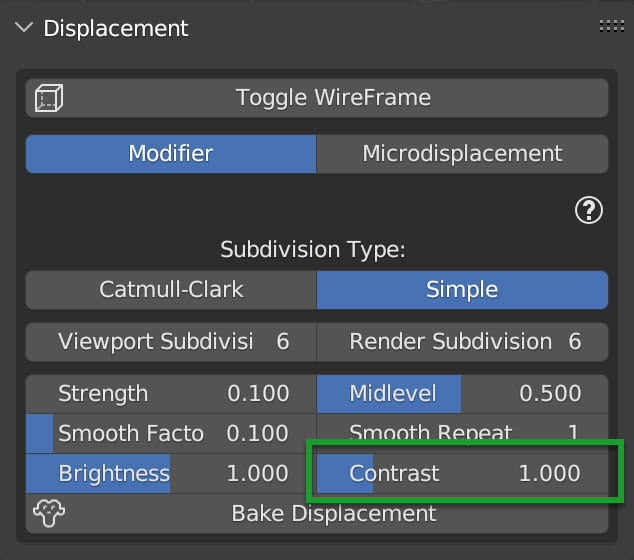 Displacement
Toggle WireFrame
Modifier Microdisplacement
?
Subdivision Type:
Catmull-Clark Simple
Viewport Subdivisi 6 Render Subdivision 6
Strength 0.100 Midlevel 0.500
Smooth Facto 0.100 Smooth Repeat 1
Brightness 1.000 Contrast 1.000
Bake Displacement